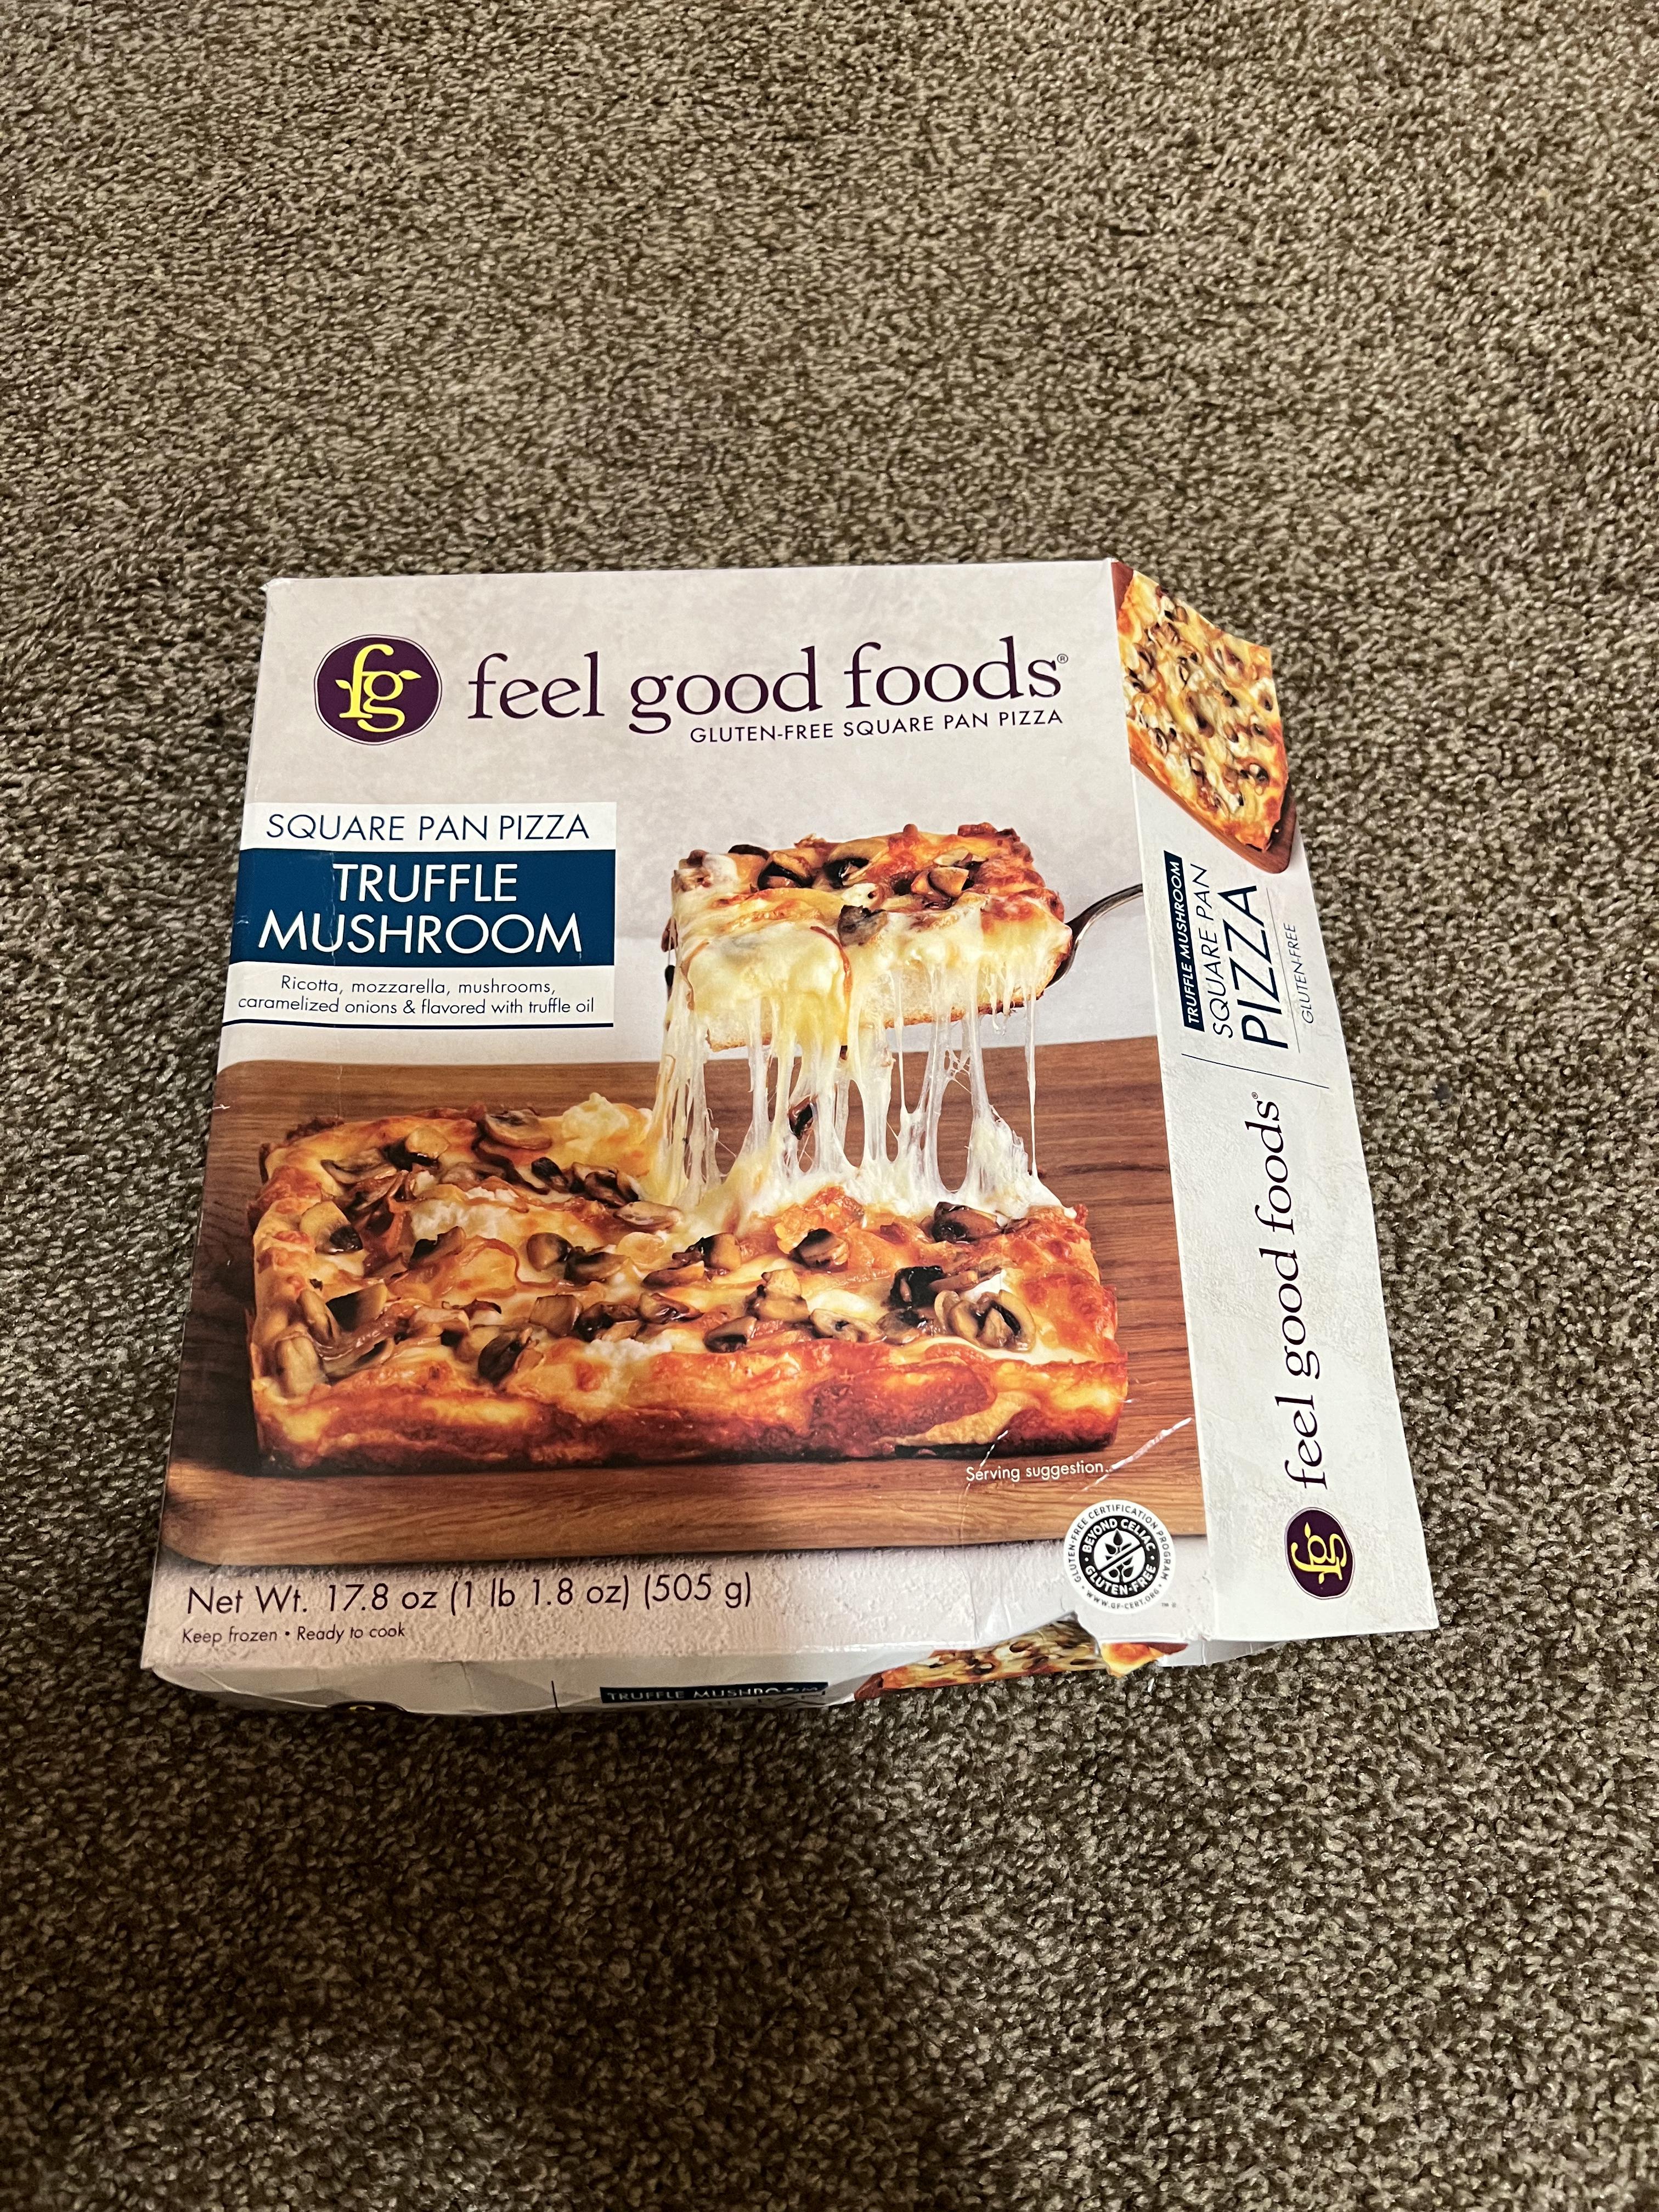 fg feel good foods®
GLUTEN-FREE SQUARE PAN PIZZA
SQUARE PAN PIZZA
TRUFFLE
MUSHROOM
Ricotta, mozzarella, mushrooms,
caramelized onions & flavored with truffle oil
Serving suggestion.
GLUTEN-FREE CERTIFICATION PROGRAM
BEYOND CELIAC
GLUTEN-FREE
WWW.GF-CERT.ORG
Net Wt. 17.8 oz (1 lb 1.8 oz) (505 g)
Keep frozen • Ready to cook
TRUFFLE MUSHROOM
SQUARE PAN
PIZZA
GLUTEN-FREE
fg feel good foods®
TRUFFLE MUSHROOM